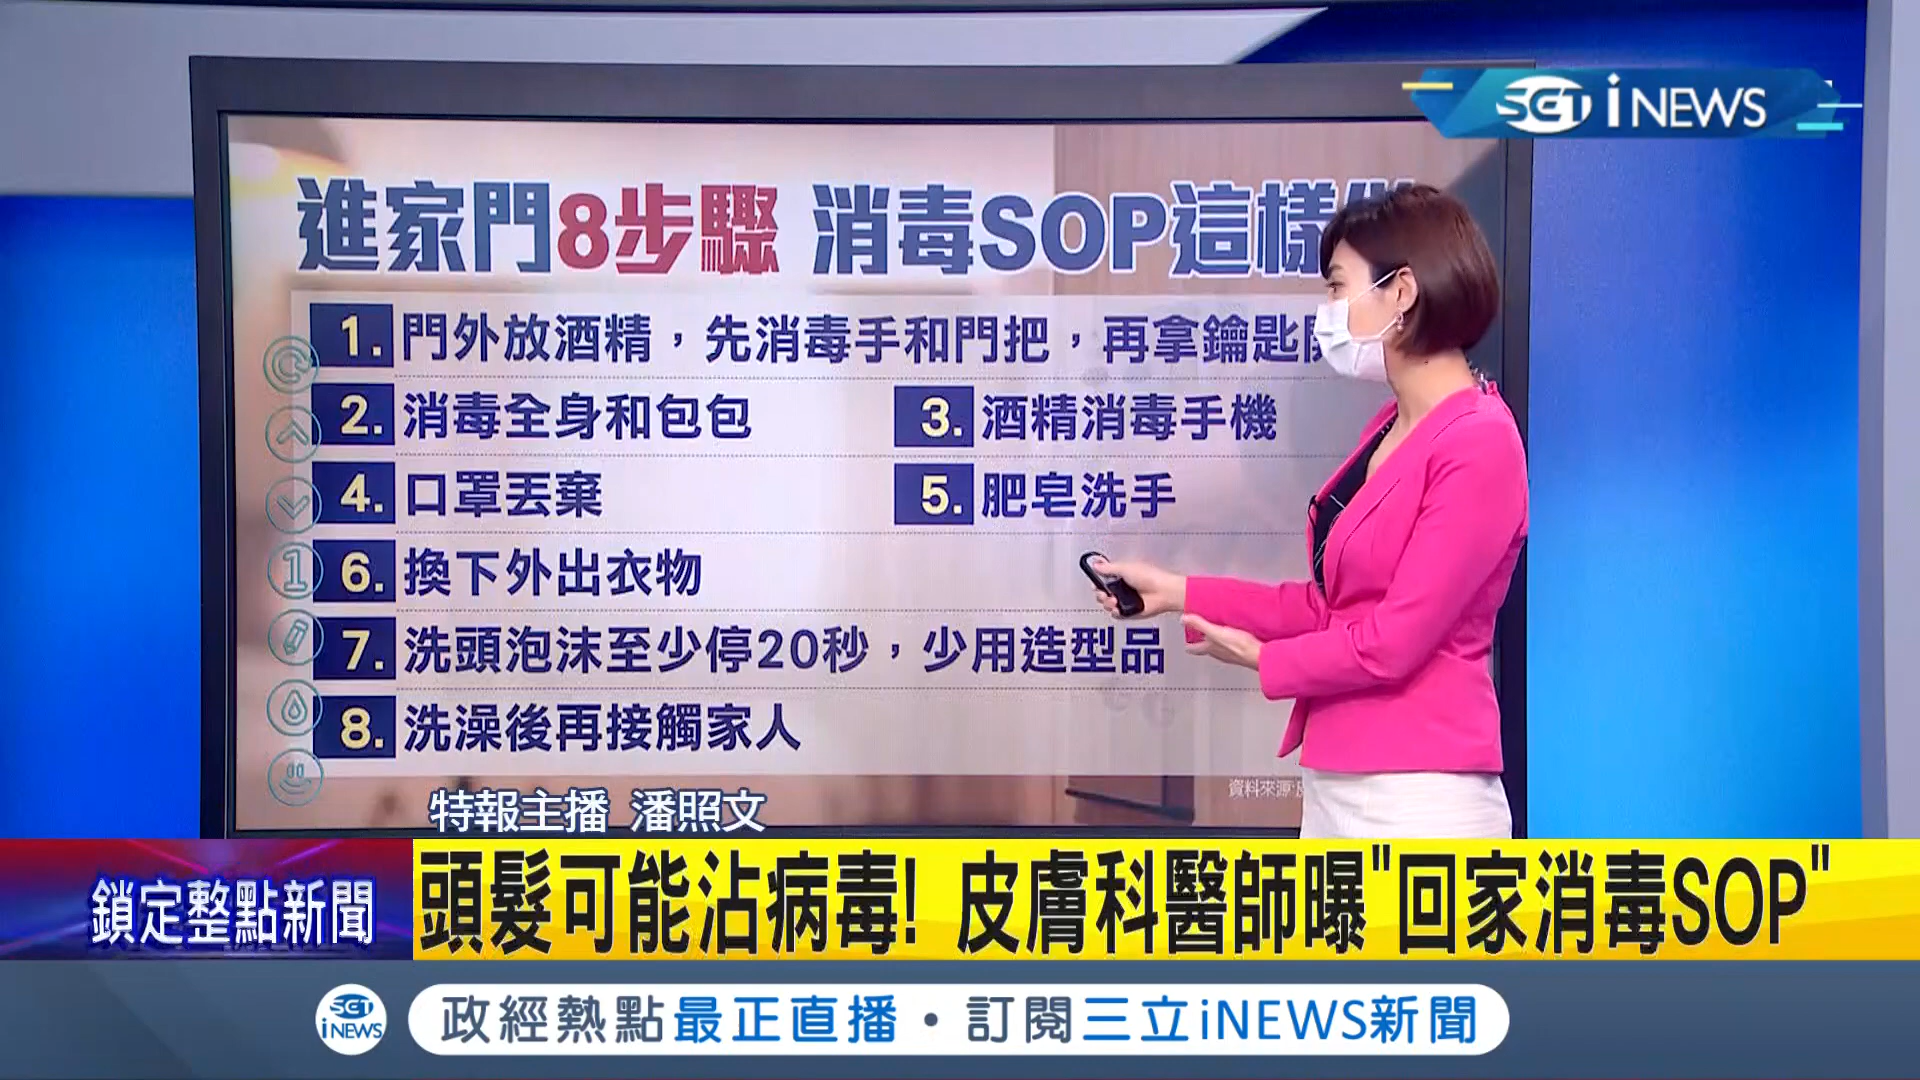 SET iNEWS
進家門8步驟 消毒SOP這樣
1. 門外放酒精，先消毒手和門把，再拿鑰匙
2. 消毒全身和包包
3. 酒精消毒手機
4. 口罩丟棄
5. 肥皂洗手
6. 換下外出衣物
7. 洗頭泡沫至少停20秒，少用造型品
8. 洗澡後再接觸家人
資料來源:皮
特報主播 潘照文
鎖定整點新聞
頭髮可能沾病毒! 皮膚科醫師曝"回家消毒SOP"
SET iNEWS
政經熱點最正直播・訂閱三立iNEWS新聞